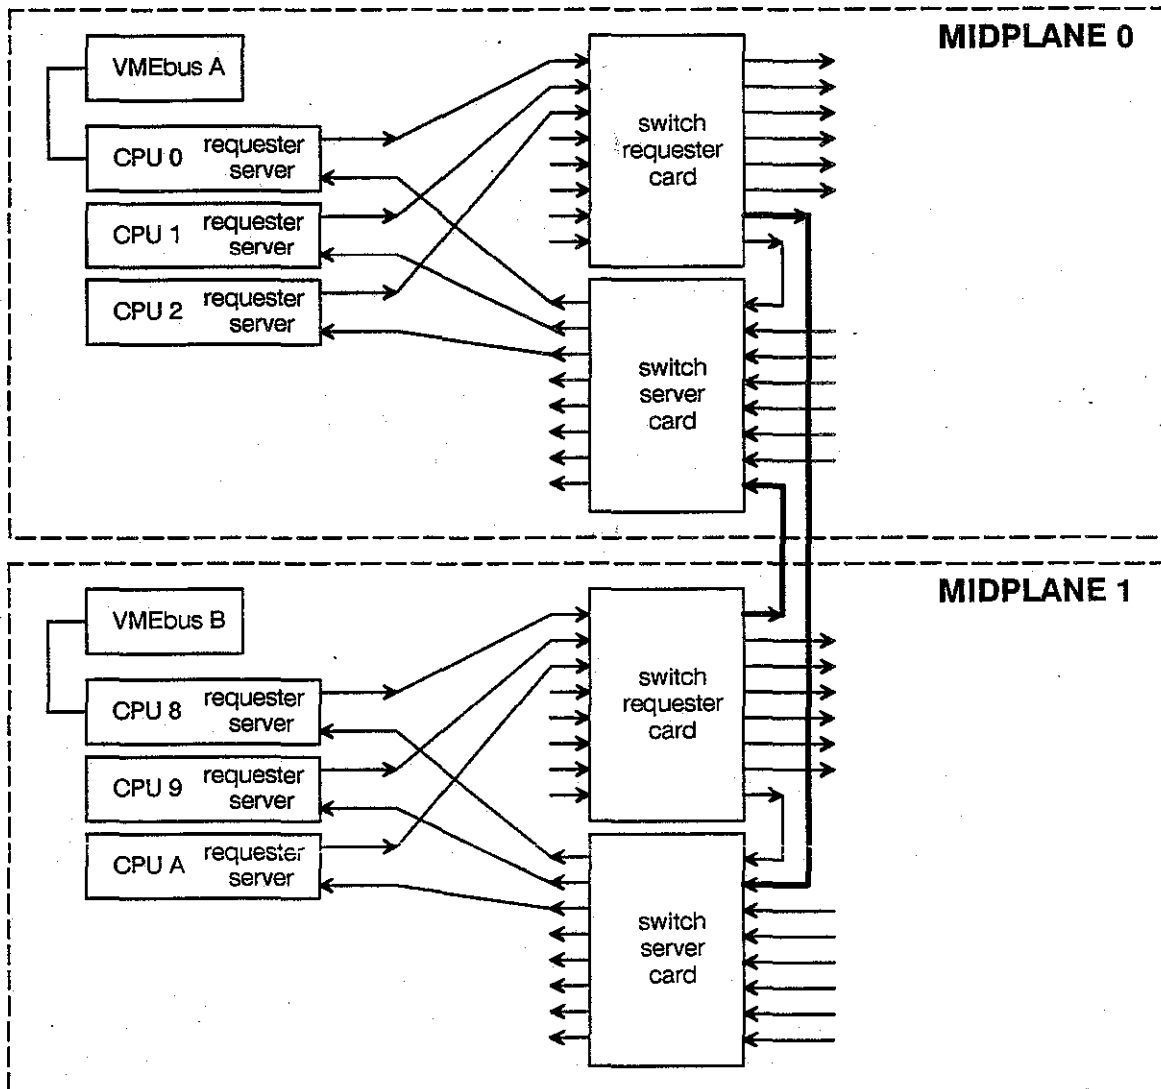 MIDPLANE 0
VMEbus A
CPU 0 requester
server
CPU 1 requester
server
CPU 2 requester
server
switch
requester
card
switch
server
card
MIDPLANE 1
VMEbus B
CPU 8 requester
server
CPU 9 requester
server
CPU A requester
server
switch
requester
card
switch
server
card